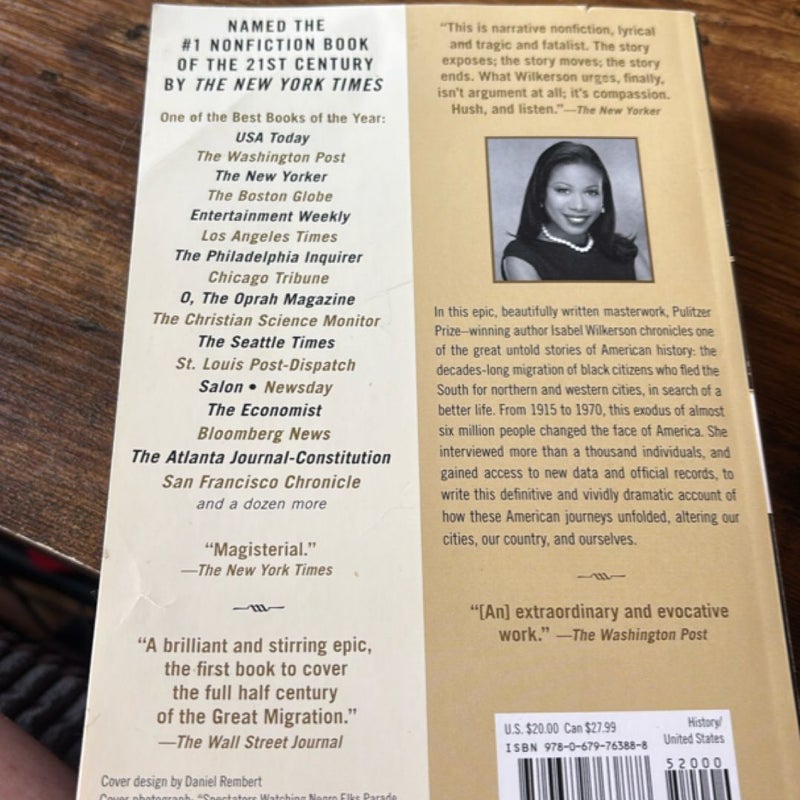 NAMED THE
#1 NONFICTION BOOK
OF THE 21ST CENTURY
BY THE NEW YORK TIMES
One of the Best Books of the Year:
USA Today
The Washington Post
The New Yorker
The Boston Globe
Entertainment Weekly
Los Angeles Times
The Philadelphia Inquirer
Chicago Tribune
O, The Oprah Magazine
The Christian Science Monitor
The Seattle Times
St. Louis Post-Dispatch
Salon • Newsday
The Economist
Bloomberg News
The Atlanta Journal-Constitution
San Francisco Chronicle
and a dozen more
“Magisterial.”
—The New York Times
“A brilliant and stirring epic,
the first book to cover
the full half century
of the Great Migration.”
—The Wall Street Journal
Cover design by Daniel Rembert
Cover photograph: “Spectators Watching Negro Elks Parade
“This is narrative nonfiction, lyrical
and tragic and fatalist. The story
exposes; the story moves; the story
ends. What Wilkerson urges, finally,
isn’t argument at all; it’s compassion.
Hush, and listen.”—The New Yorker
In this epic, beautifully written masterwork, Pulitzer
Prize–winning author Isabel Wilkerson chronicles one
of the great untold stories of American history: the
decades-long migration of black citizens who fled the
South for northern and western cities, in search of a
better life. From 1915 to 1970, this exodus of almost
six million people changed the face of America. She
interviewed more than a thousand individuals, and
gained access to new data and official records, to
write this definitive and vividly dramatic account of
how these American journeys unfolded, altering our
cities, our country, and ourselves.
“[An] extraordinary and evocative
work.” —The Washington Post
U.S. $20.00 Can $27.99
History/
United States
ISBN 978-0-679-76388-8
52000